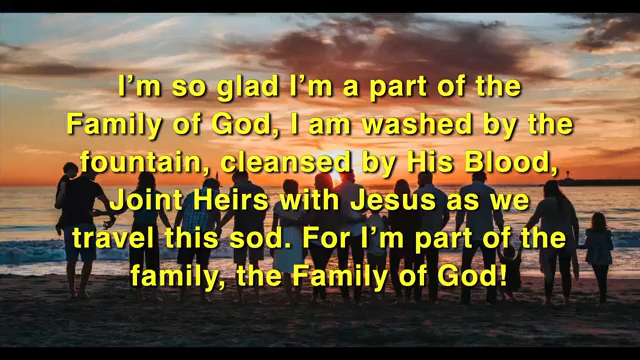 I’m so glad I’m a part of the
Family of God, I am washed by the
fountain, cleansed by His Blood,
Joint Heirs with Jesus as we
travel this sod. For I’m part of the
family, the Family of God!